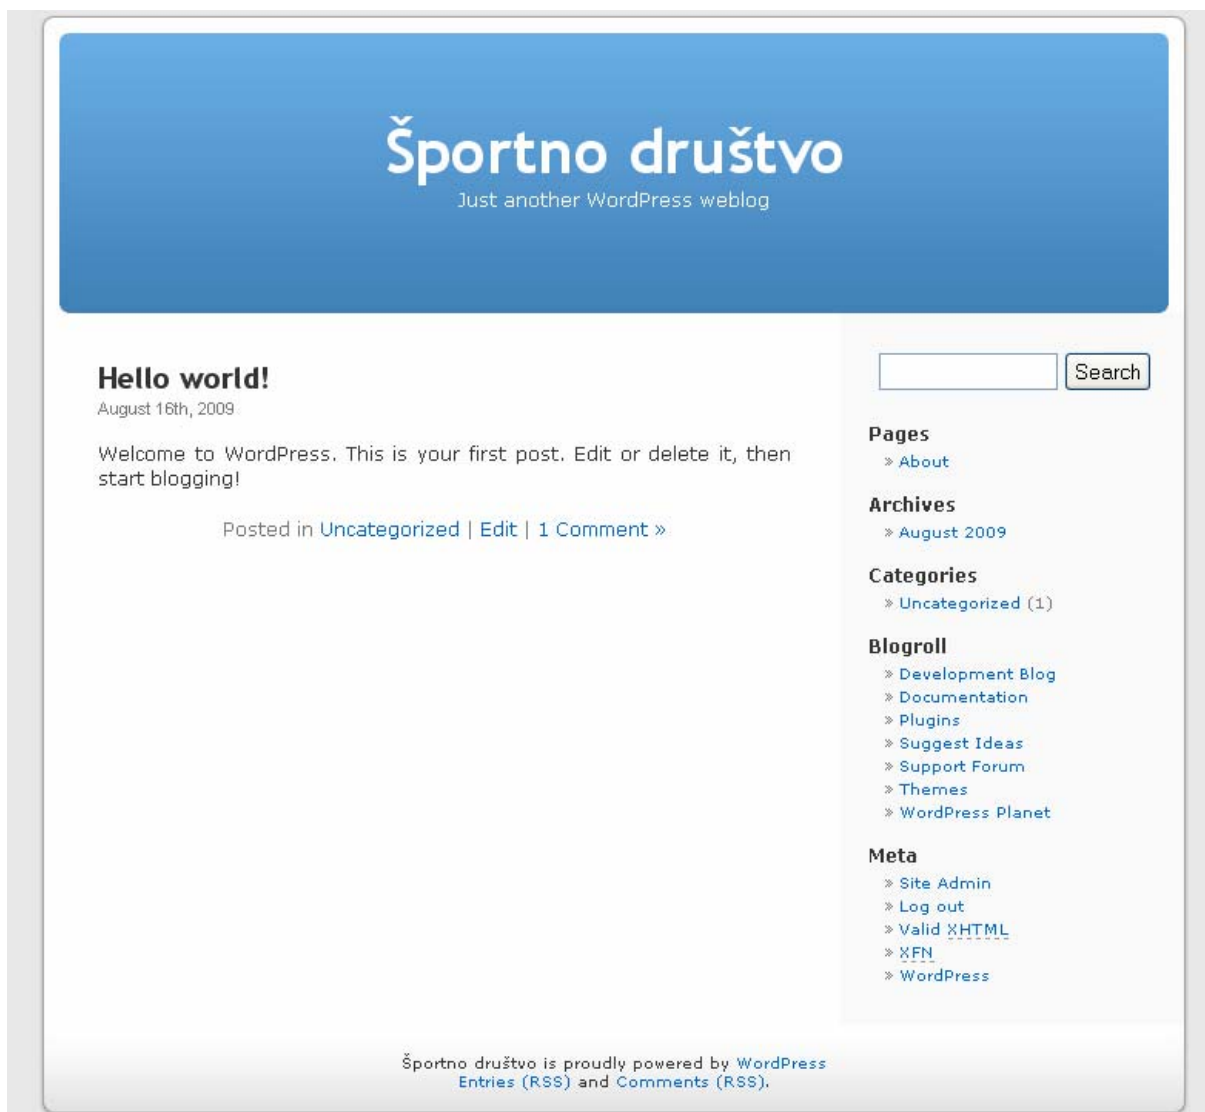 Športno društvo
Just another WordPress weblog
Hello world!
August 16th, 2009
Welcome to WordPress. This is your first post. Edit or delete it, then
start blogging!
Posted in Uncategorized | Edit | 1 Comment »
Search
Pages
» About
Archives
» August 2009
Categories
» Uncategorized (1)
Blogroll
» Development Blog
» Documentation
» Plugins
» Suggest Ideas
» Support Forum
» Themes
» WordPress Planet
Meta
» Site Admin
» Log out
» Valid XHTML
» XFN
» WordPress
Športno društvo is proudly powered by WordPress
Entries (RSS) and Comments (RSS).